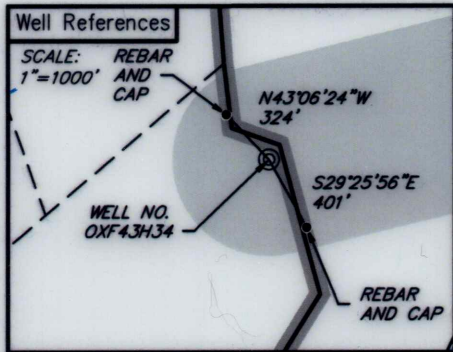 Well References
SCALE:
1"=1000'
REBAR
AND
CAP
N43°06'24"W
324'
S29°25'56"E
401'
WELL NO.
OXF43H34
REBAR
AND CAP